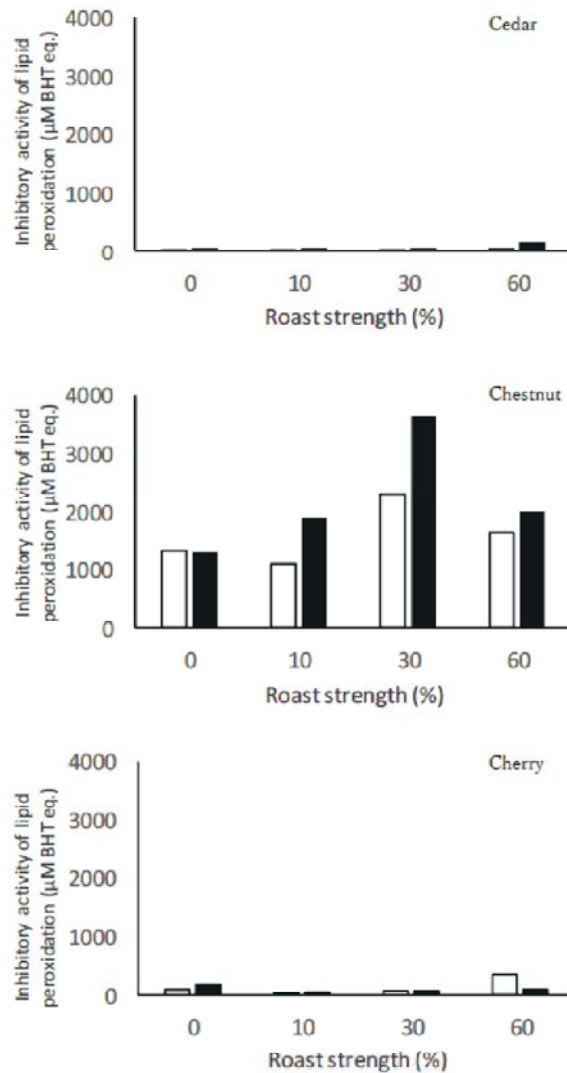 Cedar
Inhibitory activity of lipid
peroxidation (µM BHT eq.)
4000
3000
2000
1000
0
0 10 30 60
Roast strength (%)
Chestnut
Inhibitory activity of lipid
peroxidation (µM BHT eq.)
4000
3000
2000
1000
0
0 10 30 60
Roast strength (%)
Cherry
Inhibitory activity of lipid
peroxidation (µM BHT eq.)
4000
3000
2000
1000
0
0 10 30 60
Roast strength (%)